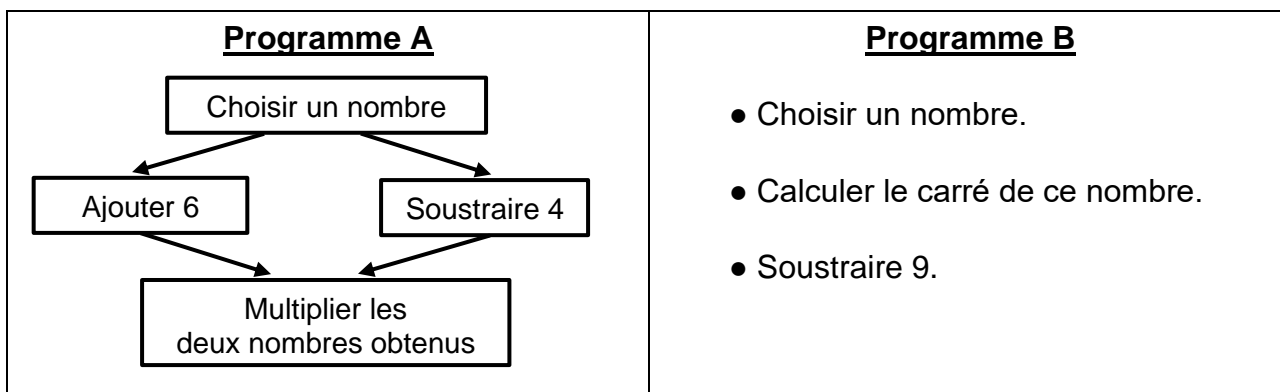 Programme A
Choisir un nombre
Ajouter 6
Soustraire 4
Multiplier les
deux nombres obtenus
Programme B
● Choisir un nombre.
● Calculer le carré de ce nombre.
● Soustraire 9.